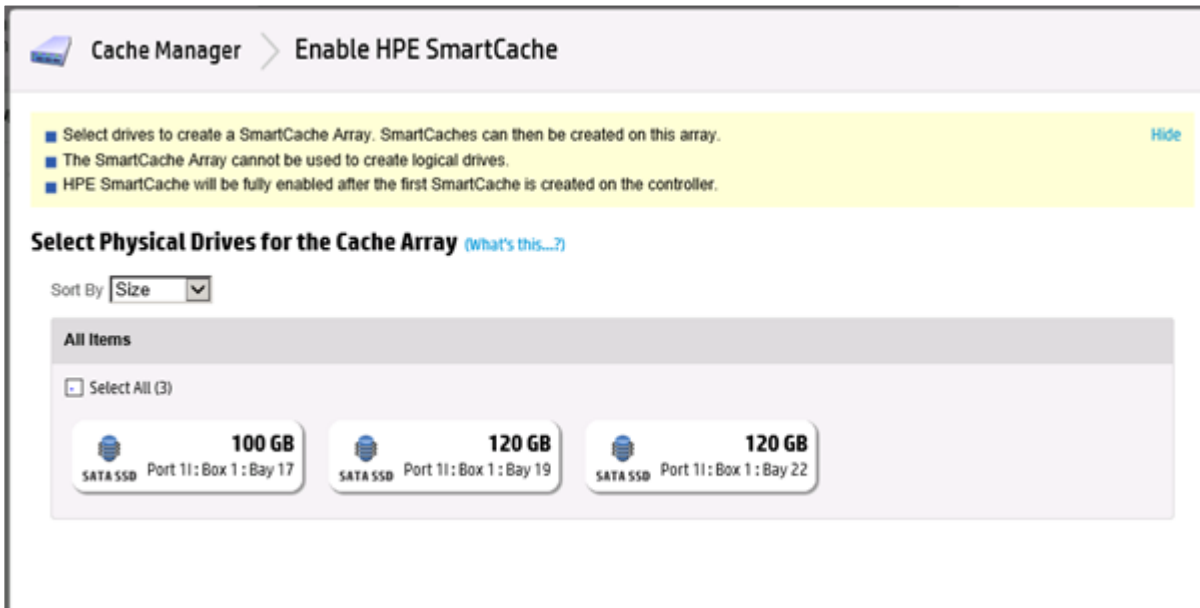 Cache Manager Enable HPE SmartCache
Select drives to create a SmartCache Array. SmartCaches can then be created on this array. Hide
The SmartCache Array cannot be used to create logical drives.
HPE SmartCache will be fully enabled after the first SmartCache is created on the controller.
Select Physical Drives for the Cache Array (What's this...?)
Sort By Size
All Items
Select All (3)
100 GB 120 GB 120 GB
SATA SSD Port 1I : Box 1 : Bay 17 SATA SSD Port 1I : Box 1 : Bay 19 SATA SSD Port 1I : Box 1 : Bay 22